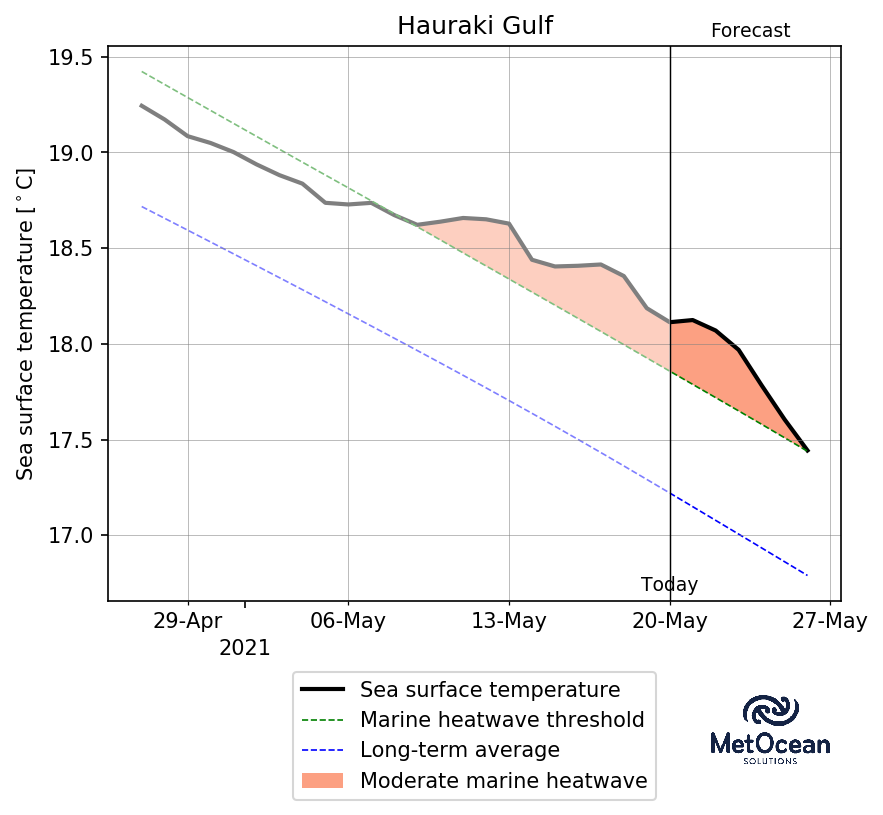 Hauraki Gulf
Forecast
Sea surface temperature [°C]
19.5
19.0
18.5
18.0
17.5
17.0
Today
29-Apr 06-May 13-May 20-May 27-May
2021
Sea surface temperature
Marine heatwave threshold
Long-term average
Moderate marine heatwave
MetOcean
SOLUTIONS